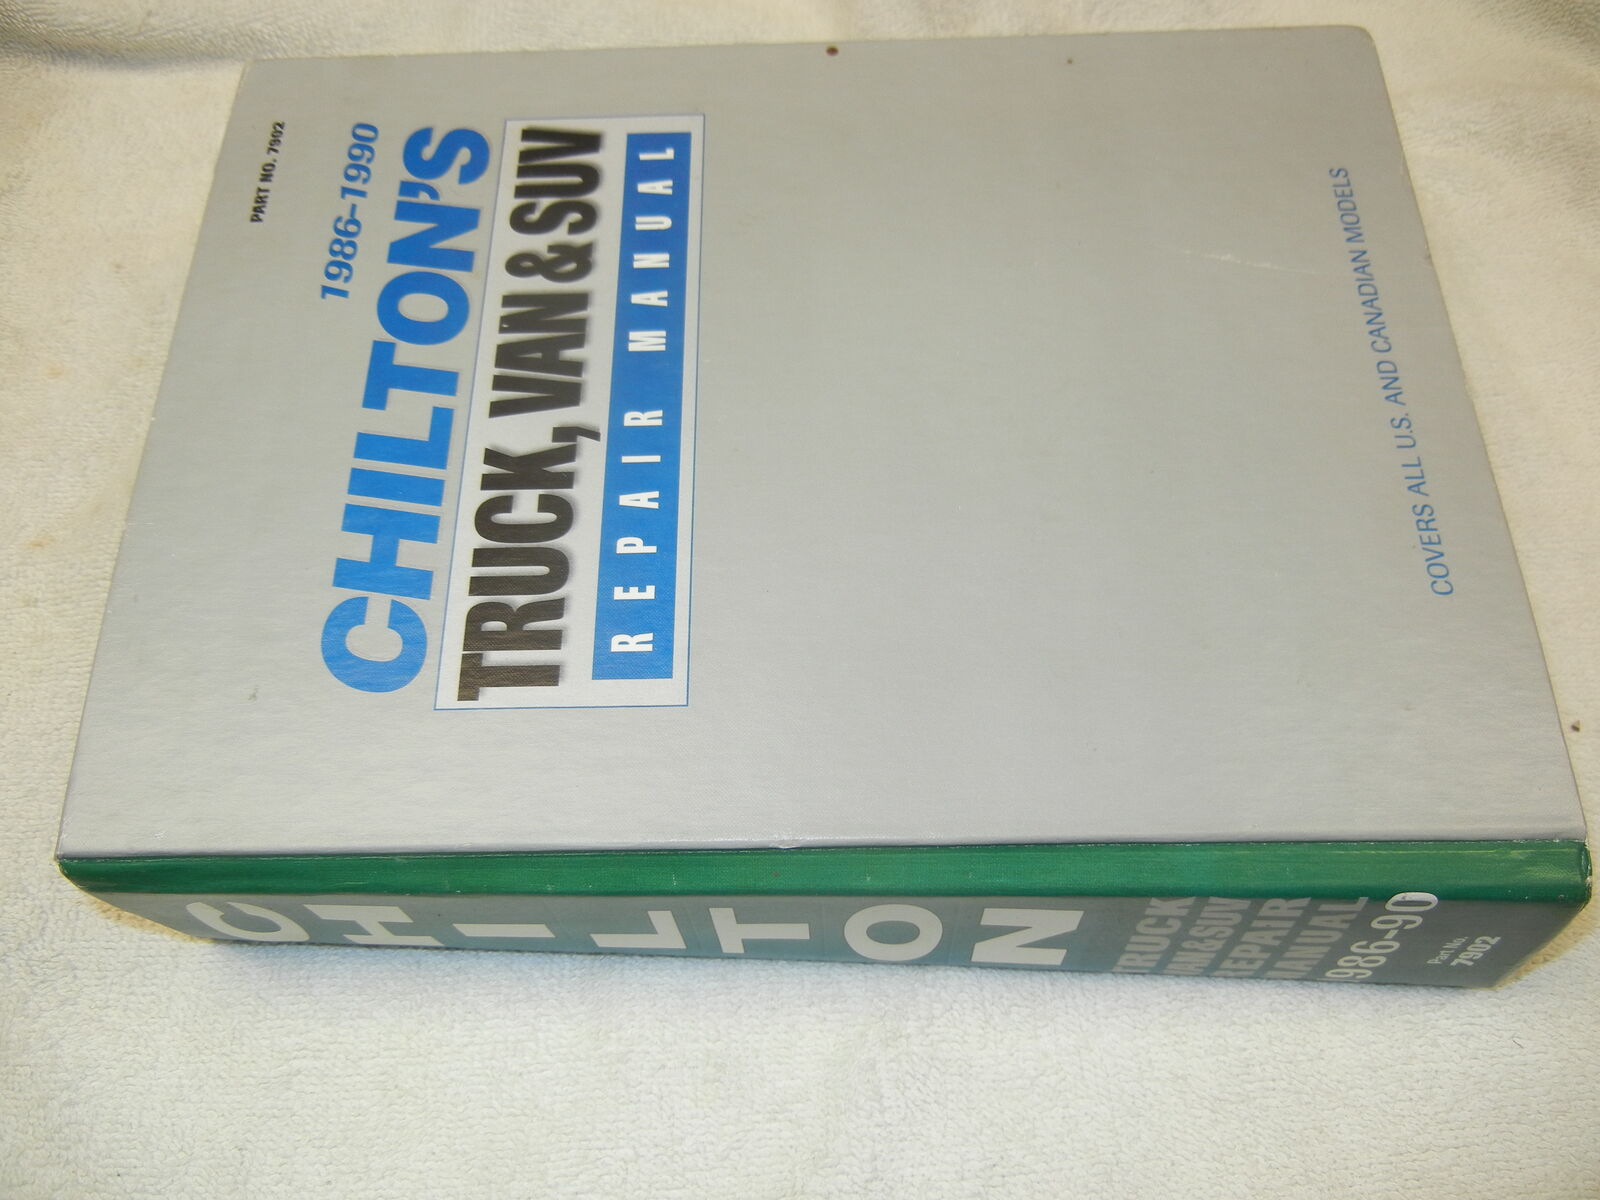 PART NO. 7902
1986-1990
CHILTON'S
TRUCK, VAN & SUV
REPAIR MANUAL
COVERS ALL U.S. AND CANADIAN MODELS
CHILTON
TRUCK
VAN & SUV
REPAIR
MANUAL
1986-90
Part No.
7902